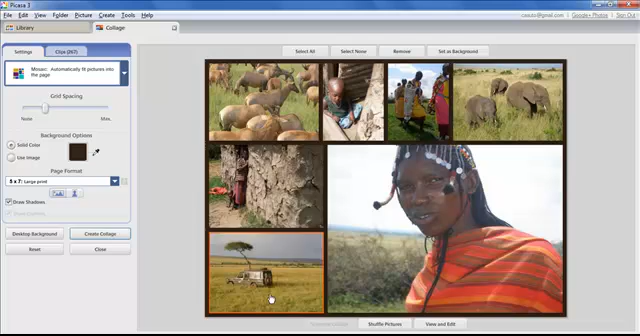 Picasa 3
File Edit View Folder Picture Create Tools Help
Google+ Photos | Sign Out
Library
Collage
Settings
Clips (267)
Mosaic: Automatically fit pictures into the page
Grid Spacing
None
Max.
Background Options
Solid Color
Use Image
Page Format
5 x 7: Large print
Draw Shadows
Desktop Background
Create Collage
Reset
Close
Select All
Select None
Remove
Set as Background
Shuffle Pictures
View and Edit